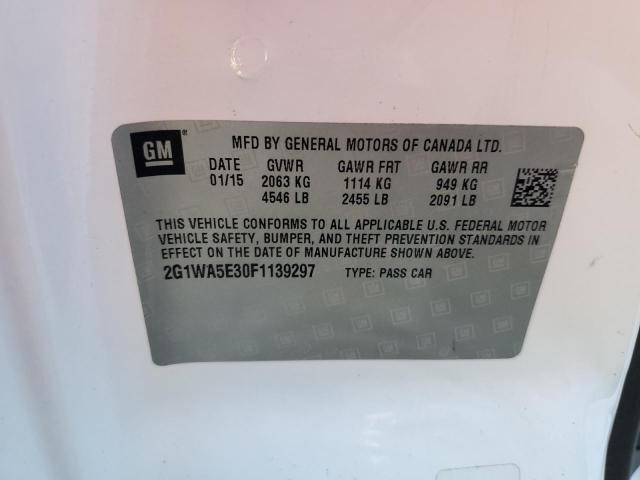 GM
MFD BY GENERAL MOTORS OF CANADA LTD.
DATE GVWR GAWR FRT GAWR RR
01/15 2063 KG 1114 KG 949 KG
4546 LB 2455 LB 2091 LB
THIS VEHICLE CONFORMS TO ALL APPLICABLE U.S. FEDERAL MOTOR
VEHICLE SAFETY, BUMPER, AND THEFT PREVENTION STANDARDS IN
EFFECT ON THE DATE OF MANUFACTURE SHOWN ABOVE.
2G1WA5E30F1139297 TYPE: PASS CAR